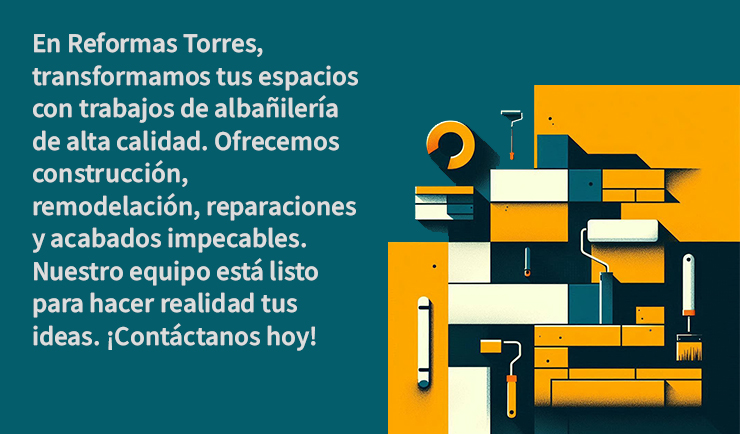 En Reformas Torres,
transformamos tus espacios
con trabajos de albañilería
de alta calidad. Ofrecemos
construcción,
remodelación, reparaciones
y acabados impecables.
Nuestro equipo está listo
para hacer realidad tus
ideas. ¡Contáctanos hoy!